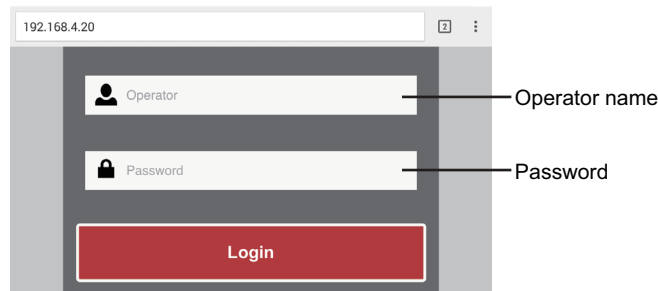 192.168.4.20
2
Operator
Operator name
Password
Password
Login